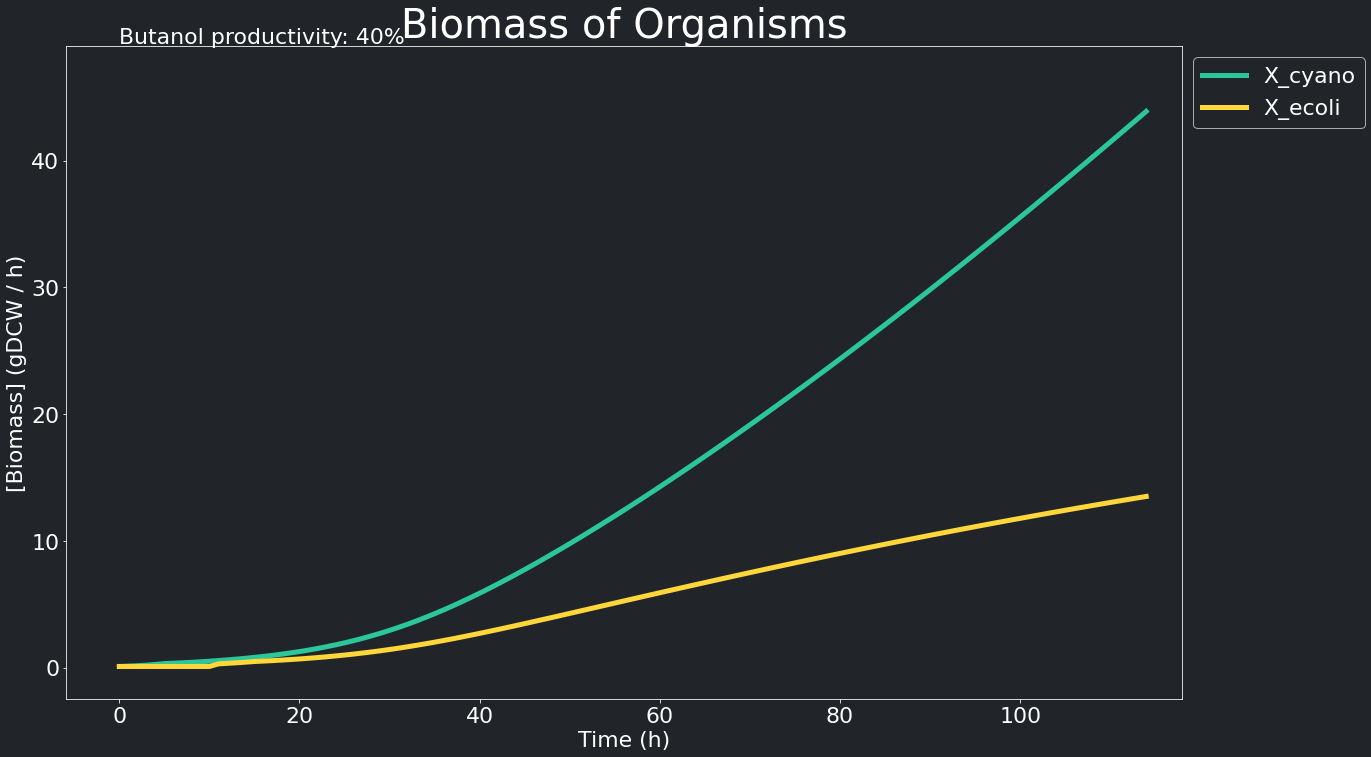 Biomass of Organisms
Butanol productivity: 40%
X_cyano
X_ecoli
[Biomass] (gDCW / h)
40
30
20
10
0
0 20 40 60 80 100
Time (h)